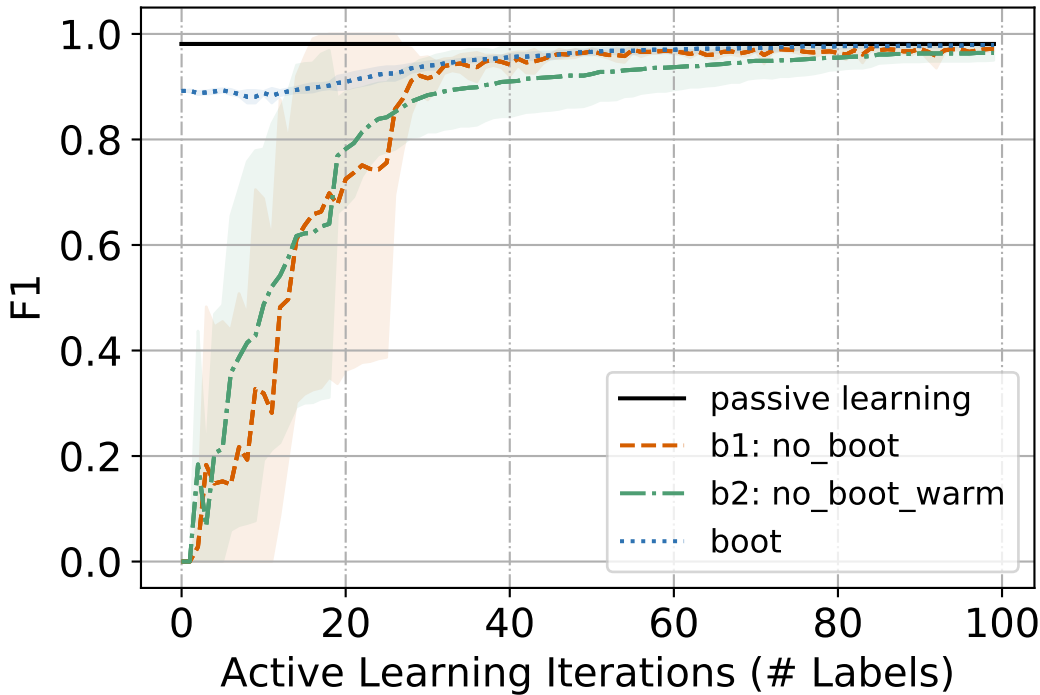 1.0
0.8
0.6
0.4
0.2
0.0
F1
passive learning
b1: no_boot
b2: no_boot_warm
boot
0 20 40 60 80 100
Active Learning Iterations (# Labels)